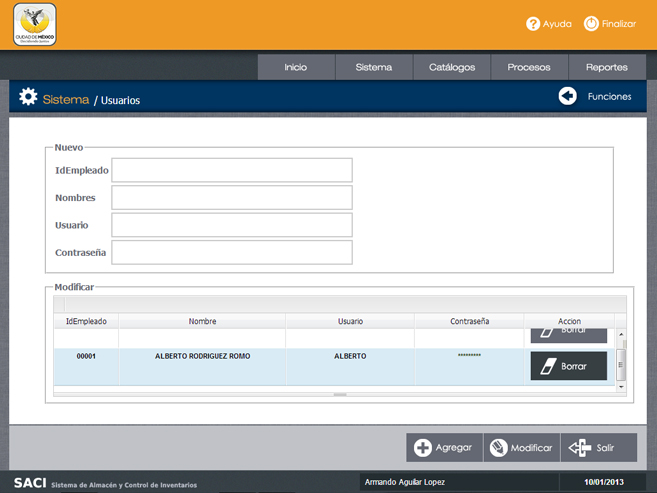 CIUDAD DE MÉXICO
Ayuda
Finalizar
Inicio
Sistema
Catálogos
Procesos
Reportes
Sistema / Usuarios
Funciones
Nuevo
IdEmpleado
Nombres
Usuario
Contraseña
Modificar
IdEmpleado Nombre Usuario Contraseña Accion
Borrar
00001 ALBERTO RODRIGUEZ ROMO ALBERTO ********* Borrar
Agregar
Modificar
Salir
SACI Sistema de Almacén y Control de Inventarios
Armando Aguilar Lopez
10/01/2013